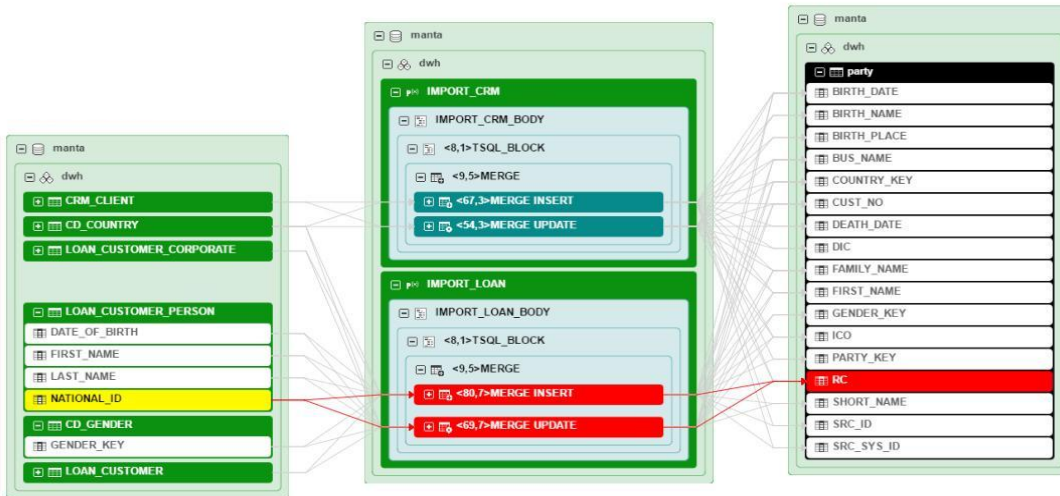 manta
dwh
CRM_CLIENT
CD_COUNTRY
LOAN_CUSTOMER_CORPORATE
LOAN_CUSTOMER_PERSON
DATE_OF_BIRTH
FIRST_NAME
LAST_NAME
NATIONAL_ID
CD_GENDER
GENDER_KEY
LOAN_CUSTOMER
manta
dwh
IMPORT_CRM
IMPORT_CRM_BODY
<8,1>TSQL_BLOCK
<9,5>MERGE
<67,3>MERGE INSERT
<54,3>MERGE UPDATE
IMPORT_LOAN
IMPORT_LOAN_BODY
<8,1>TSQL_BLOCK
<9,5>MERGE
<80,7>MERGE INSERT
<69,7>MERGE UPDATE
manta
dwh
party
BIRTH_DATE
BIRTH_NAME
BIRTH_PLACE
BUS_NAME
COUNTRY_KEY
CUST_NO
DEATH_DATE
DIC
FAMILY_NAME
FIRST_NAME
GENDER_KEY
ICO
PARTY_KEY
RC
SHORT_NAME
SRC_ID
SRC_SYS_ID